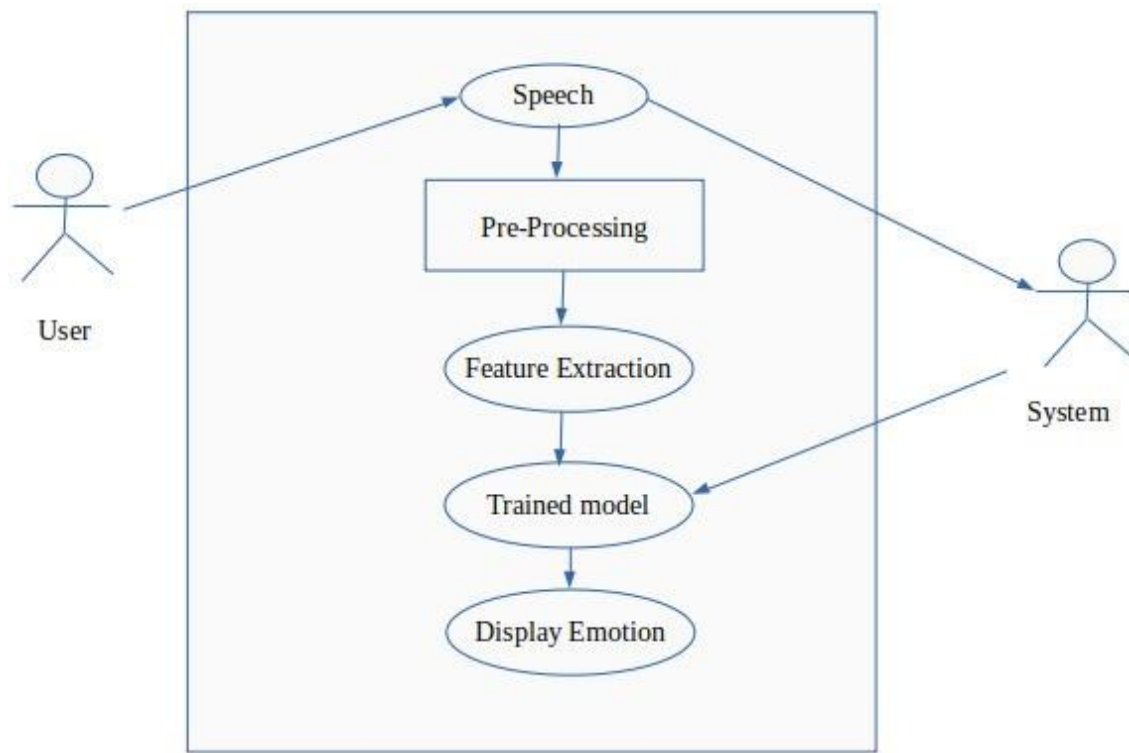 Speech
Pre-Processing
User
Feature Extraction
System
Trained model
Display Emotion